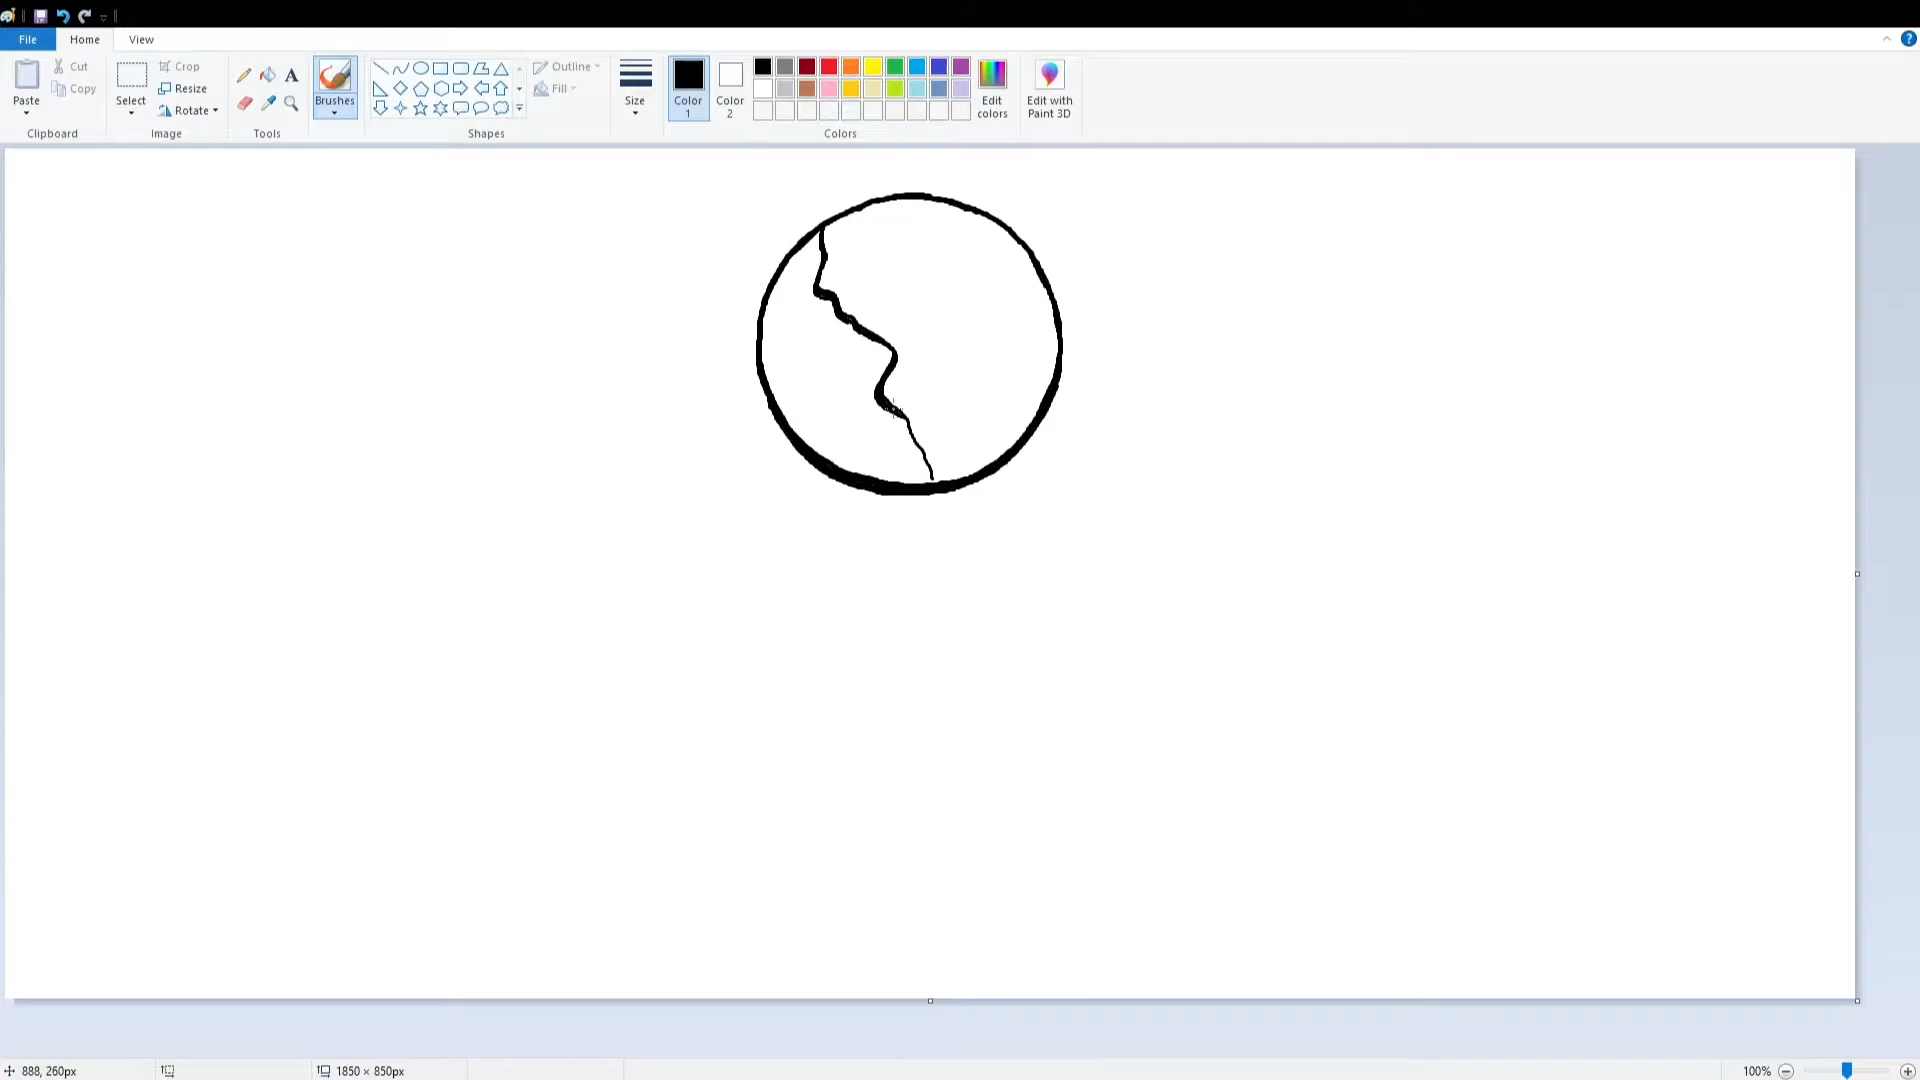 File Home View
Paste
Cut
Copy
Clipboard
Select
Crop
Resize
Rotate
Image
A
Tools
Brushes
Outline
Fill
Shapes
Size
Color
1
Color
2
Edit
colors
Colors
Edit with
Paint 3D
?
888, 260px
1850 × 850px
100%